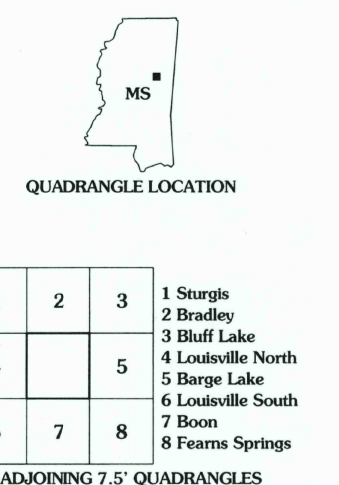 MS
QUADRANGLE LOCATION
2 3
5
7 8
1 Sturgis
2 Bradley
3 Bluff Lake
4 Louisville North
5 Barge Lake
6 Louisville South
7 Boon
8 Fearns Springs
ADJOINING 7.5' QUADRANGLES